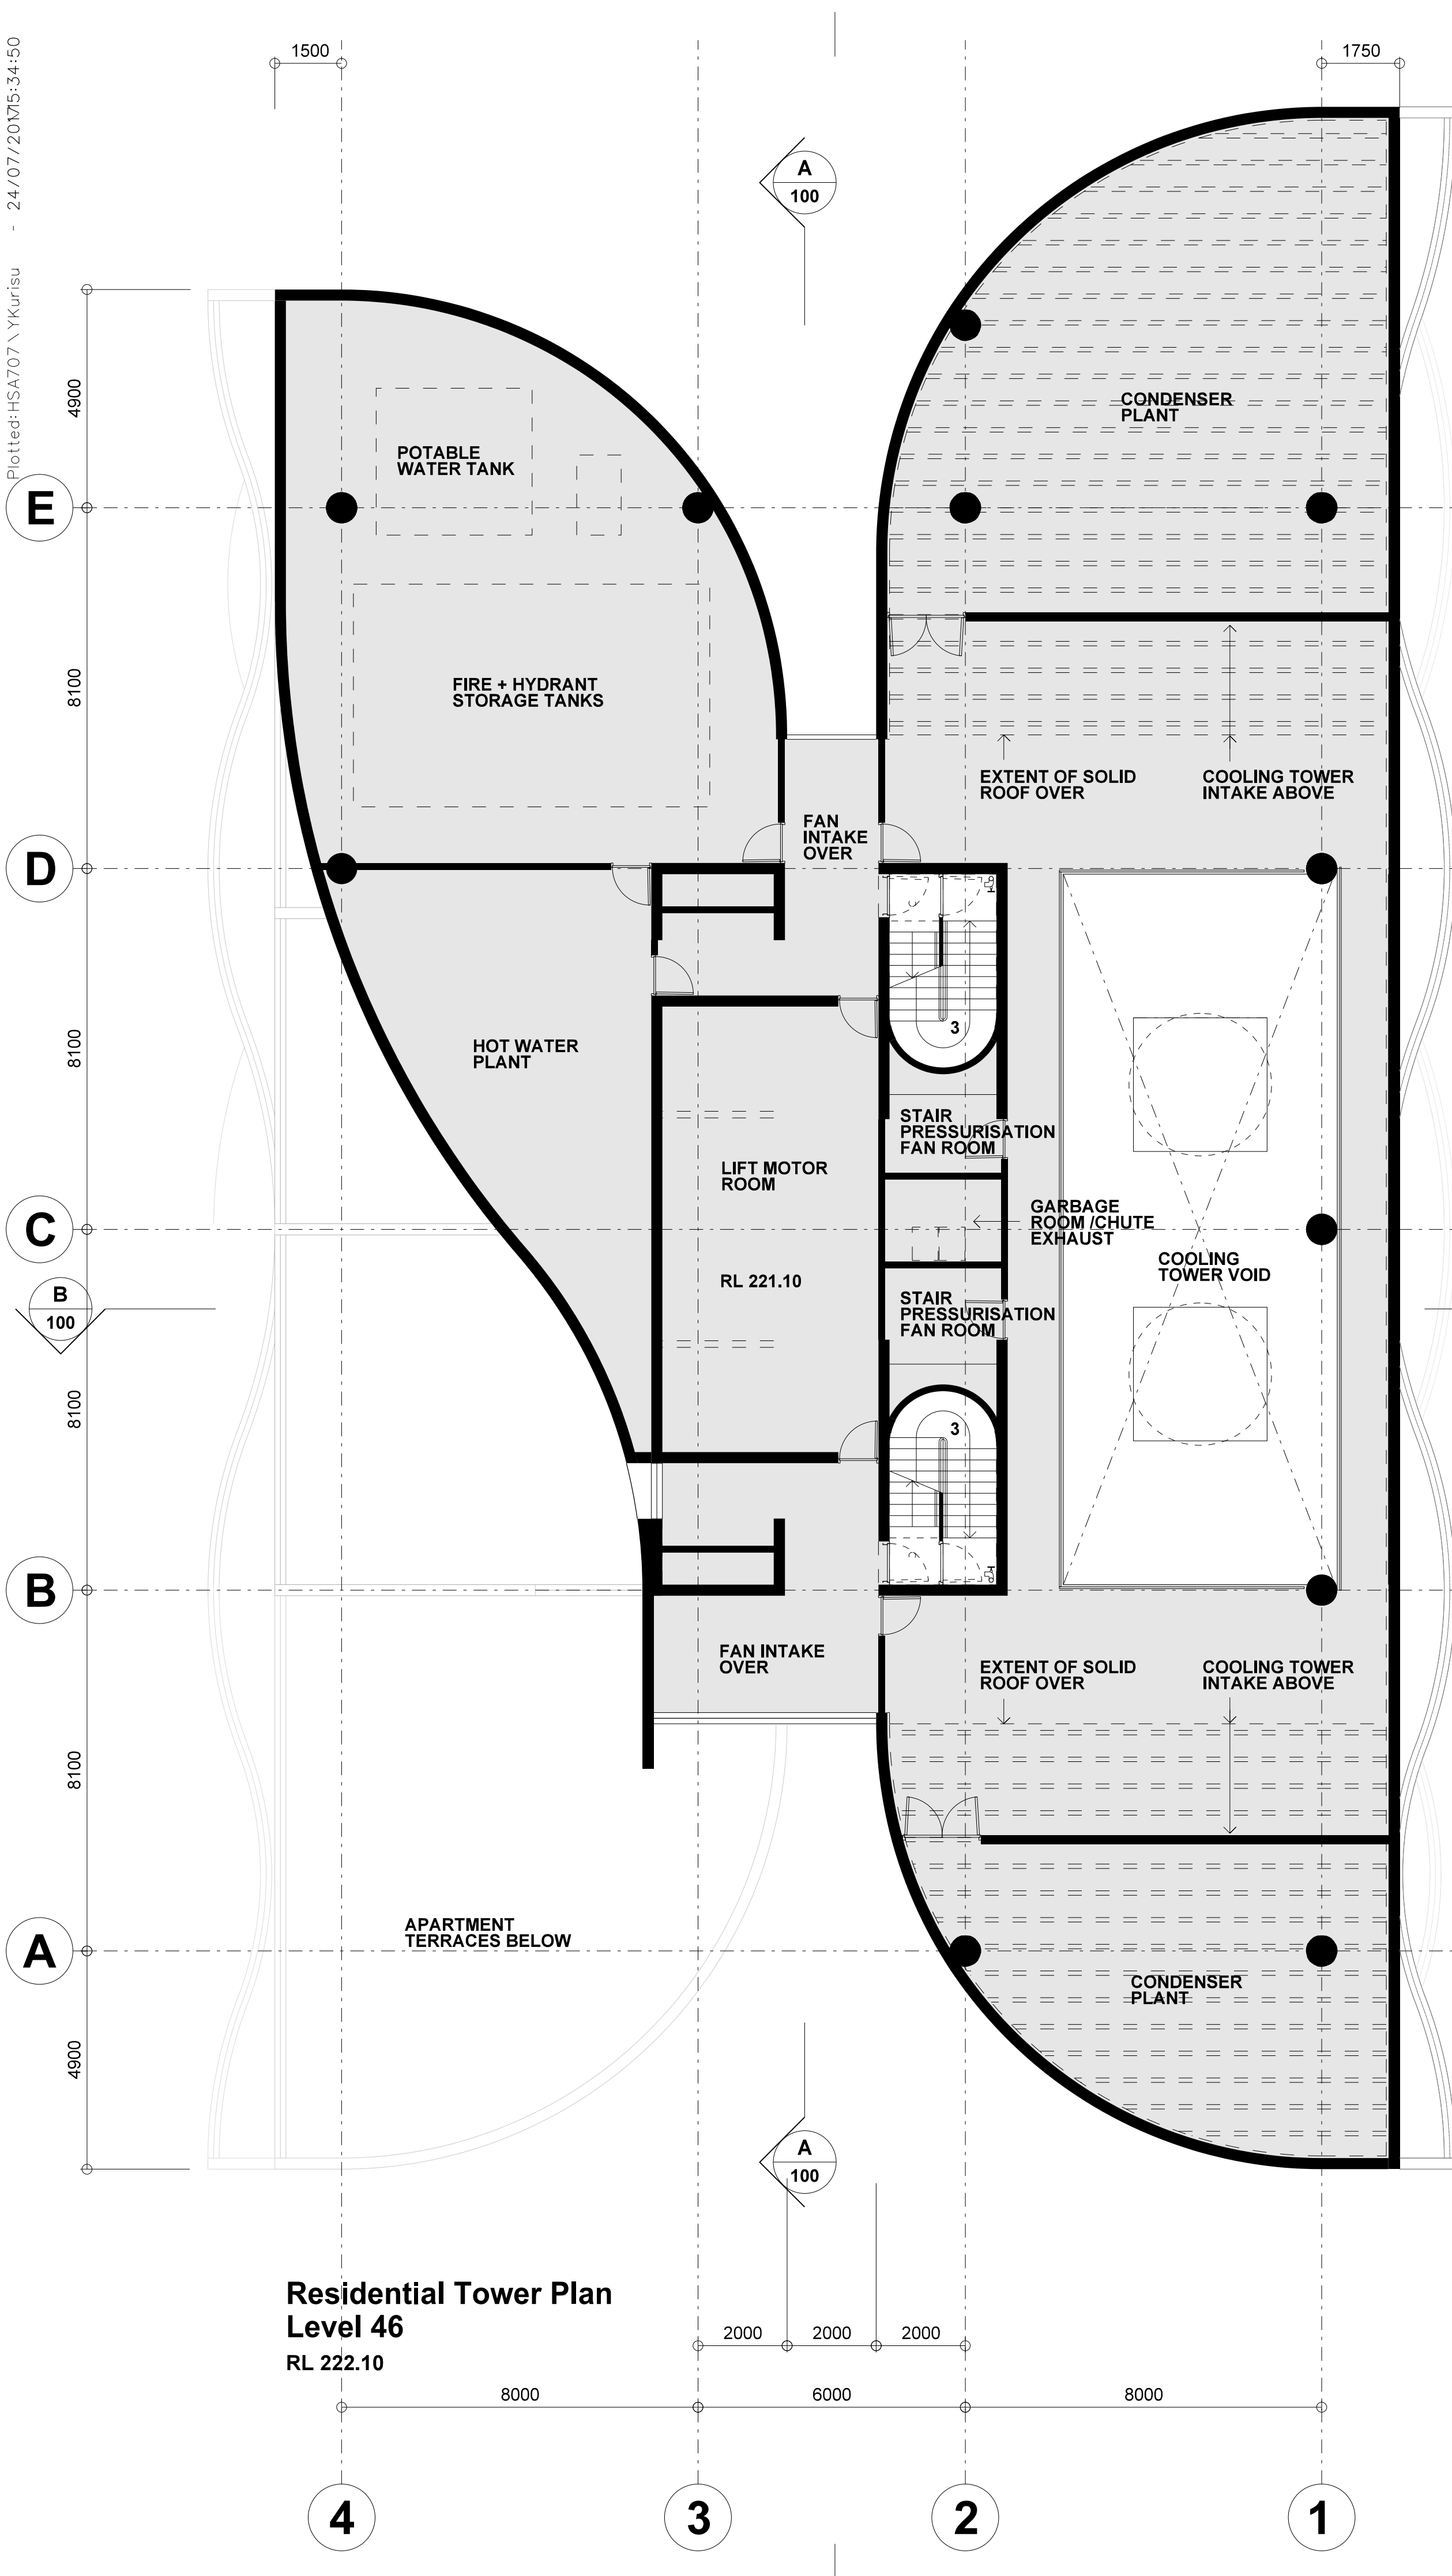 Plotted:HSA707\YKurisu - 24/07/2017
15:34:50
1500
1750
A
100
4900
CONDENSER
PLANT
POTABLE
WATER TANK
E
8100
FIRE + HYDRANT
STORAGE TANKS
EXTENT OF SOLID
ROOF OVER
COOLING TOWER
INTAKE ABOVE
FAN
INTAKE
OVER
D
8100
HOT WATER
PLANT
3
STAIR
PRESSURISATION
FAN ROOM
LIFT MOTOR
ROOM
GARBAGE
ROOM /CHUTE
EXHAUST
C
COOLING
TOWER VOID
RL 221.10
B
100
STAIR
PRESSURISATION
FAN ROOM
8100
3
B
FAN INTAKE
OVER
EXTENT OF SOLID
ROOF OVER
COOLING TOWER
INTAKE ABOVE
8100
APARTMENT
TERRACES BELOW
A
CONDENSER
PLANT
4900
A
100
Residential Tower Plan
Level 46
RL 222.10
2000
2000
2000
8000
6000
8000
4
3
2
1